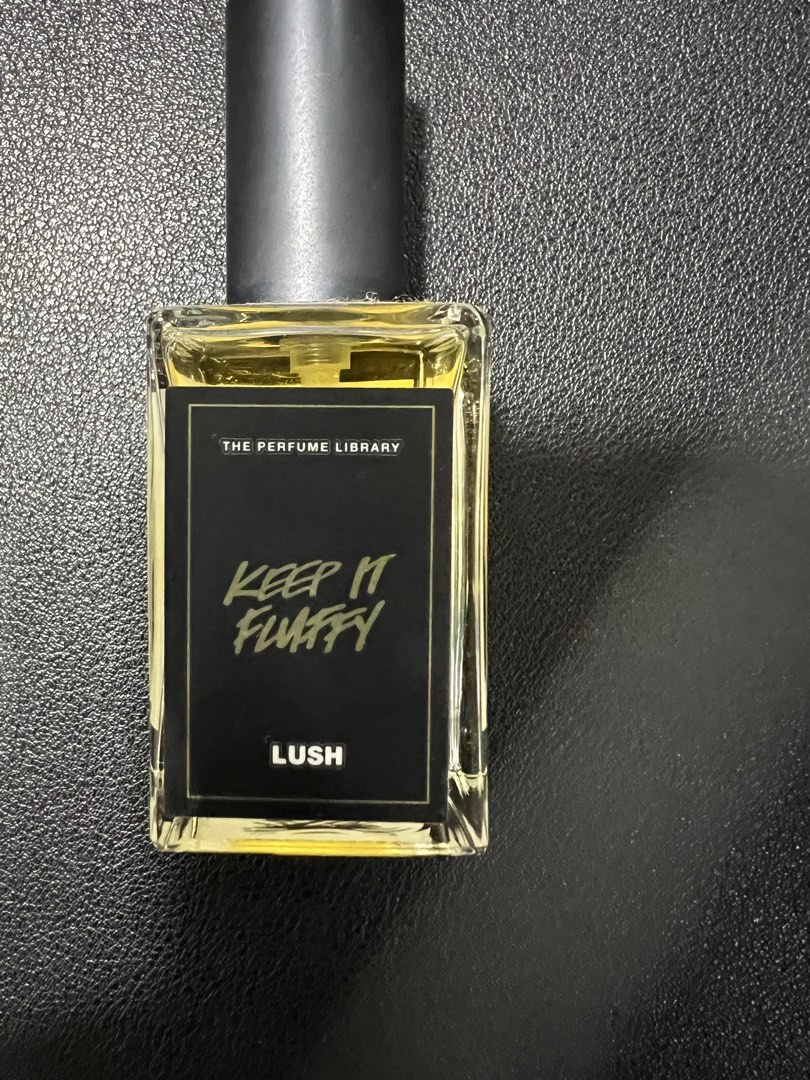 THE PERFUME LIBRARY
KEEP IT
FLUFFY
LUSH